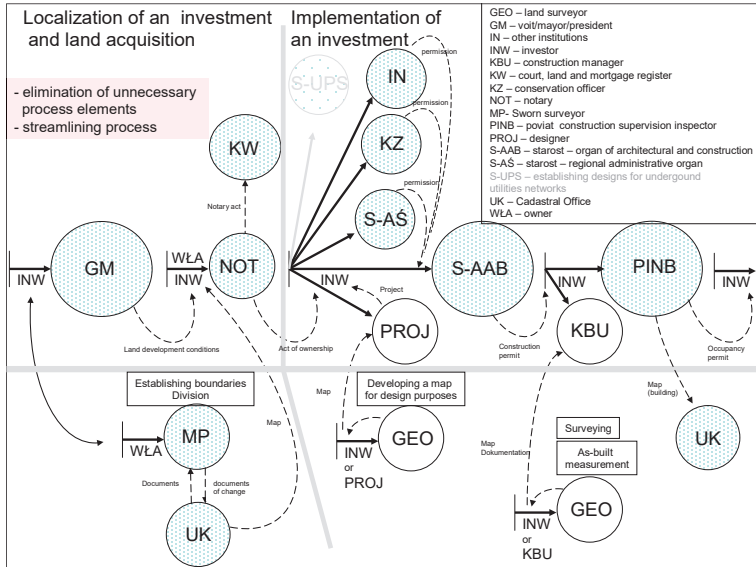 Localization of an investment
and land acquisition
Implementation of
an investment
- elimination of unnecessary
process elements
- streamlining process
GEO – land surveyor
GM – voit/mayor/president
IN – other institutions
INW – investor
KBU – construction manager
KW – court, land and mortgage register
KZ – conservation officer
NOT – notary
MP- Sworn surveyor
PINB – poviat construction supervision inspector
PROJ – designer
S-AAB – starost – organ of architectural and construction
S-AŚ – starost – regional administrative organ
S-UPS – establishing designs for undergound
utilities networks
UK – Cadastral Office
WŁA – owner
S-UPS
IN
permission
permission
KZ
KW
permission
Notary act
S-AŚ
WŁA
INW
GM
INW
NOT
INW
S-AAB
INW
PINB
INW
Project
PROJ
KBU
Land development conditions
Act of ownership
Construction
permit
Occupancy
permit
Map
Map
(building)
Establishing boundaries
Division
Developing a map
for design purposes
Map
MP
WŁA
GEO
INW
or
PROJ
Surveying
As-built
measurement
Map
Dokumentation
UK
Documents
documents
of change
UK
GEO
INW
or
KBU